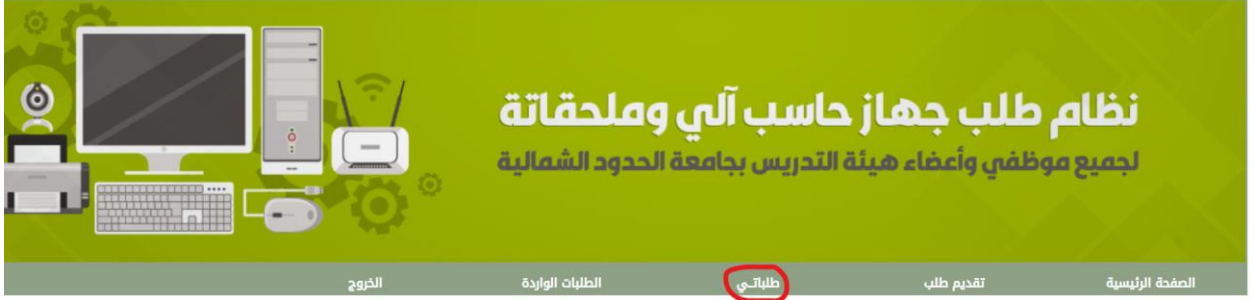 نظام طلب جهاز حاسب آلي وملحقاتة
لجميع موظفي وأعضاء هيئة التدريس بجامعة الحدود الشمالية
الصفحة الرئيسية تقديم طلب طلباتـي الطلبات الواردة الخروج